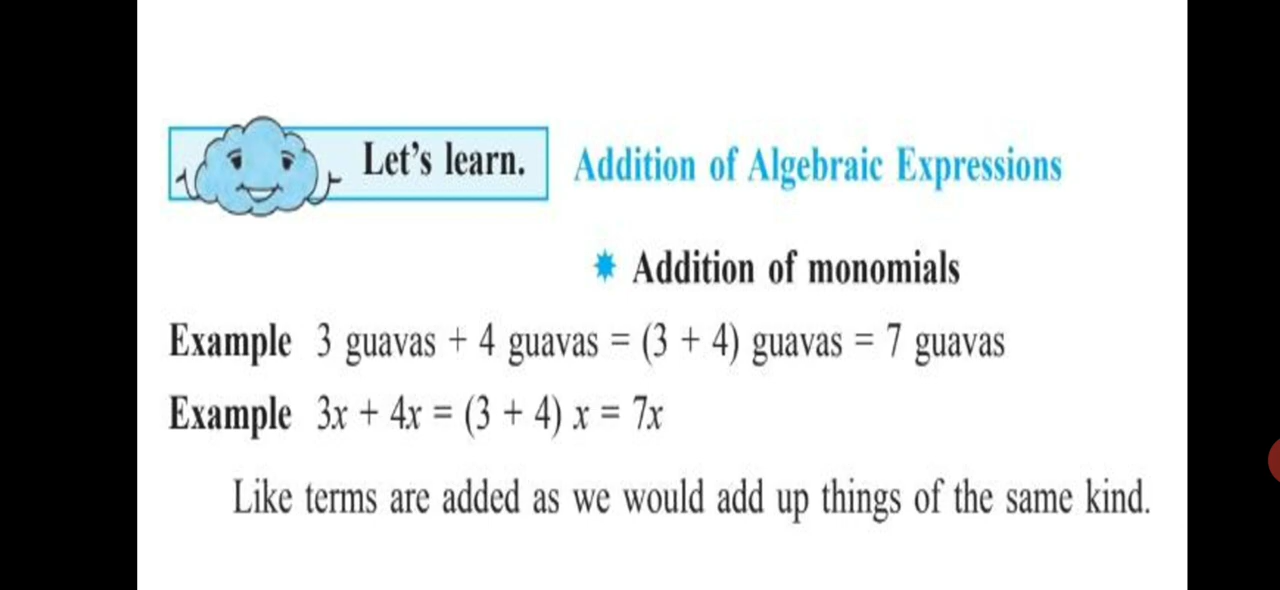 Let's learn. Addition of Algebraic Expressions
✷ Addition of monomials
Example 3 guavas + 4 guavas = (3 + 4) guavas = 7 guavas
Example 3x + 4x = (3 + 4) x = 7x
Like terms are added as we would add up things of the same kind.